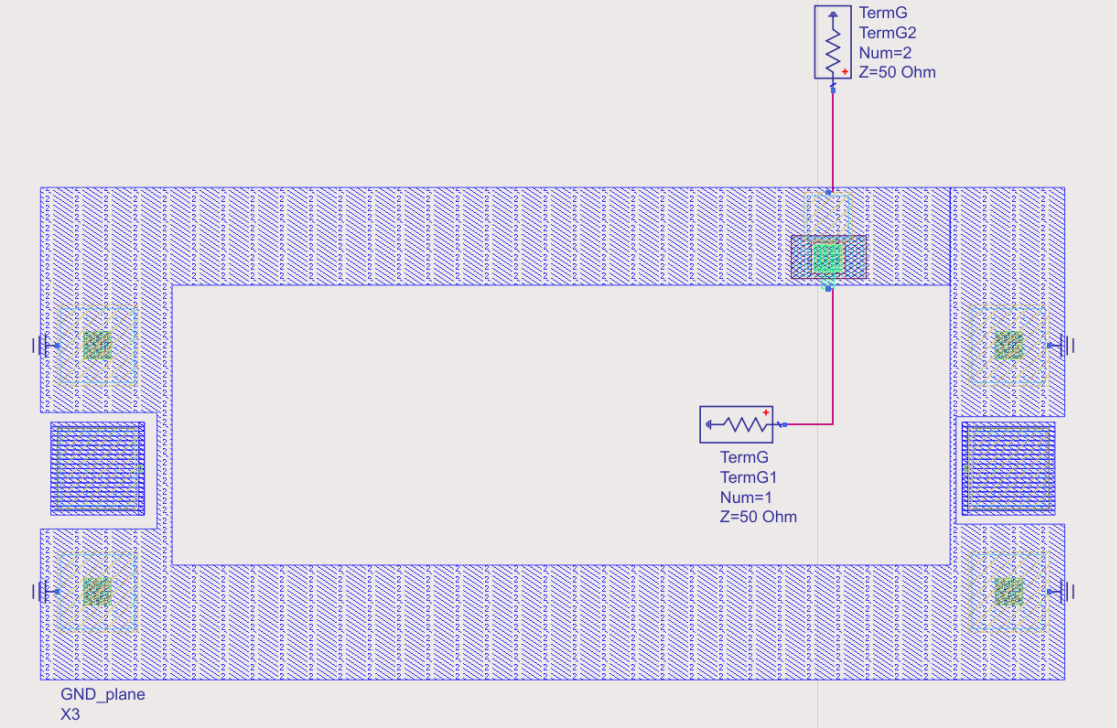 TermG
TermG2
Num=2
Z=50 Ohm
TermG
TermG1
Num=1
Z=50 Ohm
GND_plane
X3